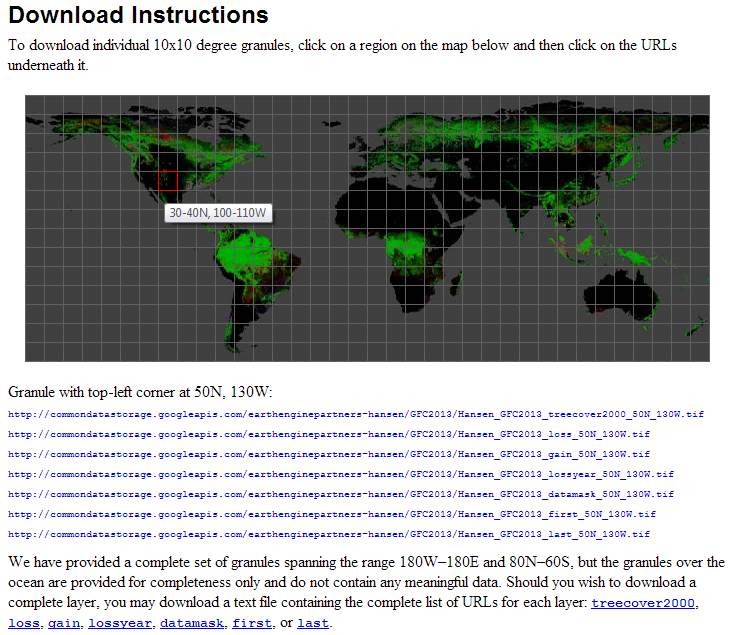 Download Instructions
To download individual 10x10 degree granules, click on a region on the map below and then click on the URLs
underneath it.
30-40N, 100-110W
Granule with top-left corner at 50N, 130W:
http://commondatastorage.googleapis.com/earthenginepartners-hansen/GFC2013/Hansen_GFC2013_treecover2000_50N_130W.tif
http://commondatastorage.googleapis.com/earthenginepartners-hansen/GFC2013/Hansen_GFC2013_loss_50N_130W.tif
http://commondatastorage.googleapis.com/earthenginepartners-hansen/GFC2013/Hansen_GFC2013_gain_50N_130W.tif
http://commondatastorage.googleapis.com/earthenginepartners-hansen/GFC2013/Hansen_GFC2013_lossyear_50N_130W.tif
http://commondatastorage.googleapis.com/earthenginepartners-hansen/GFC2013/Hansen_GFC2013_datamask_50N_130W.tif
http://commondatastorage.googleapis.com/earthenginepartners-hansen/GFC2013/Hansen_GFC2013_first_50N_130W.tif
http://commondatastorage.googleapis.com/earthenginepartners-hansen/GFC2013/Hansen_GFC2013_last_50N_130W.tif
We have provided a complete set of granules spanning the range 180W–180E and 80N–60S, but the granules over the
ocean are provided for completeness only and do not contain any meaningful data. Should you wish to download a
complete layer, you may download a text file containing the complete list of URLs for each layer: treecover2000,
loss, gain, lossyear, datamask, first, or last.